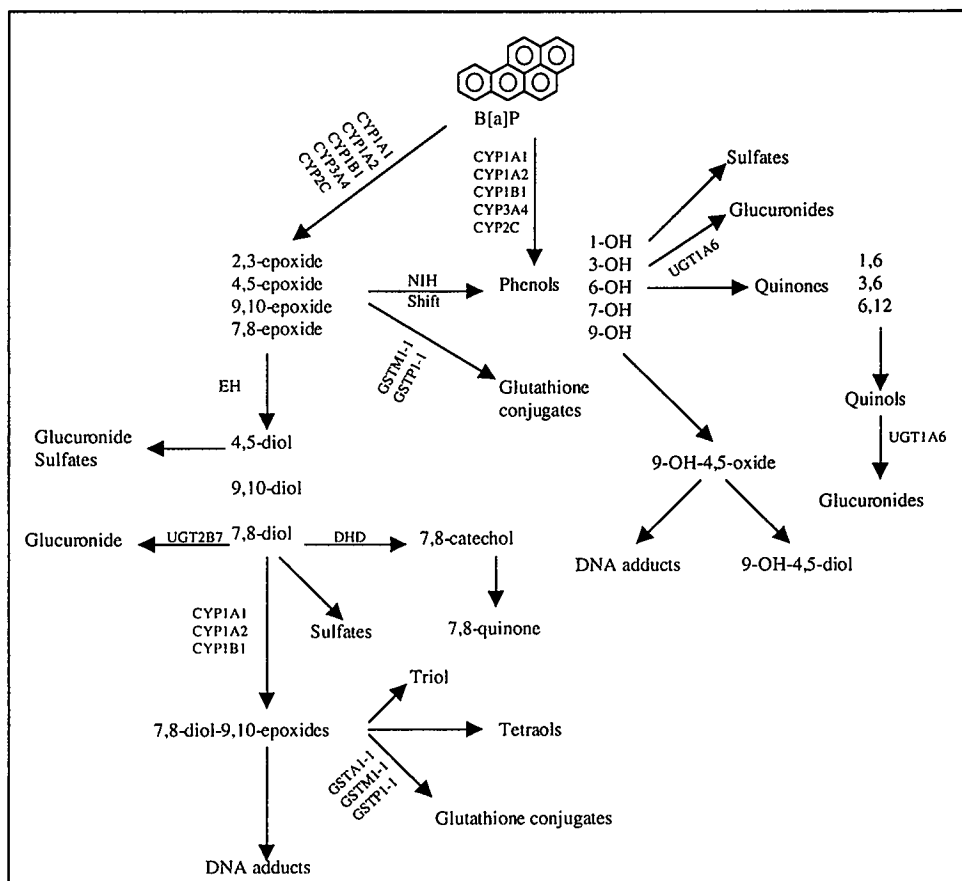 B[a]P
CYP1A1
CYP1A2
CYP1B1
CYP3A4
CYP2C
CYP1A1
CYP1A2
CYP1B1
CYP3A4
CYP2C
Sulfates
Glucuronides
UGT1A6
1-OH
3-OH
6-OH
7-OH
9-OH
2,3-epoxide
4,5-epoxide
9,10-epoxide
7,8-epoxide
NIH
Shift
Phenols
Quinones
1,6
3,6
6,12
GSTM1-1
GSTP1-1
Glutathione
conjugates
EH
Quinols
UGT1A6
Glucuronides
Glucuronide
Sulfates
4,5-diol
9,10-diol
7,8-diol
9-OH-4,5-oxide
Glucuronide
UGT2B7
DHD
7,8-catechol
DNA adducts
9-OH-4,5-diol
CYP1A1
CYP1A2
CYP1B1
Sulfates
7,8-quinone
Triol
7,8-diol-9,10-epoxides
Tetraols
GSTA1-1
GSTM1-1
GSTP1-1
Glutathione conjugates
DNA adducts